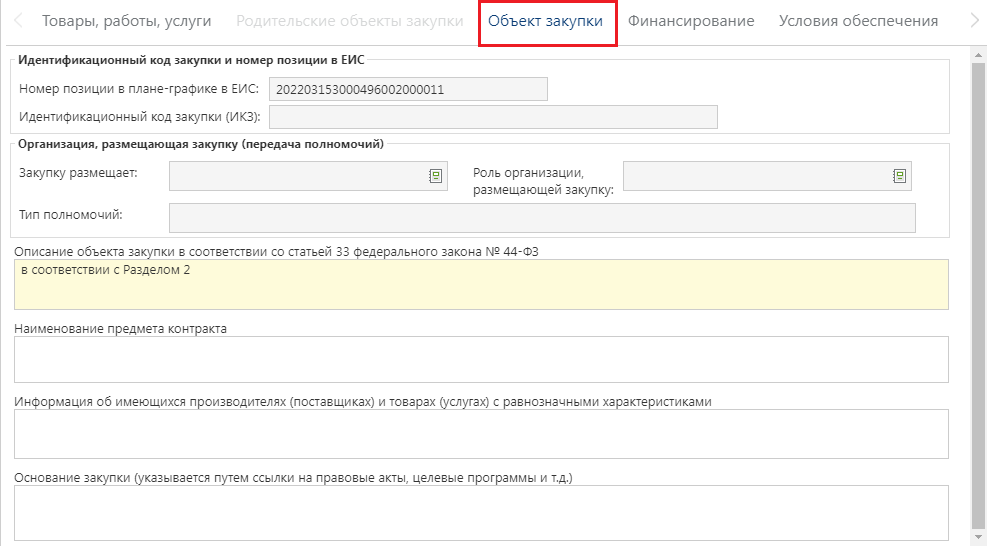 Товары, работы, услуги Родительские объекты закупки Объект закупки Финансирование Условия обеспечения
Идентификационный код закупки и номер позиции в ЕИС
Номер позиции в плане-графике в ЕИС: 202203153000496002000011
Идентификационный код закупки (ИКЗ):
Организация, размещающая закупку (передача полномочий)
Закупку размещает: Роль организации,
размещающей закупку:
Тип полномочий:
Описание объекта закупки в соответствии со статьей 33 федерального закона № 44-ФЗ
в соответствии с Разделом 2
Наименование предмета контракта
Информация об имеющихся производителях (поставщиках) и товарах (услугах) с равнозначными характеристиками
Основание закупки (указывается путем ссылки на правовые акты, целевые программы и т.д.)